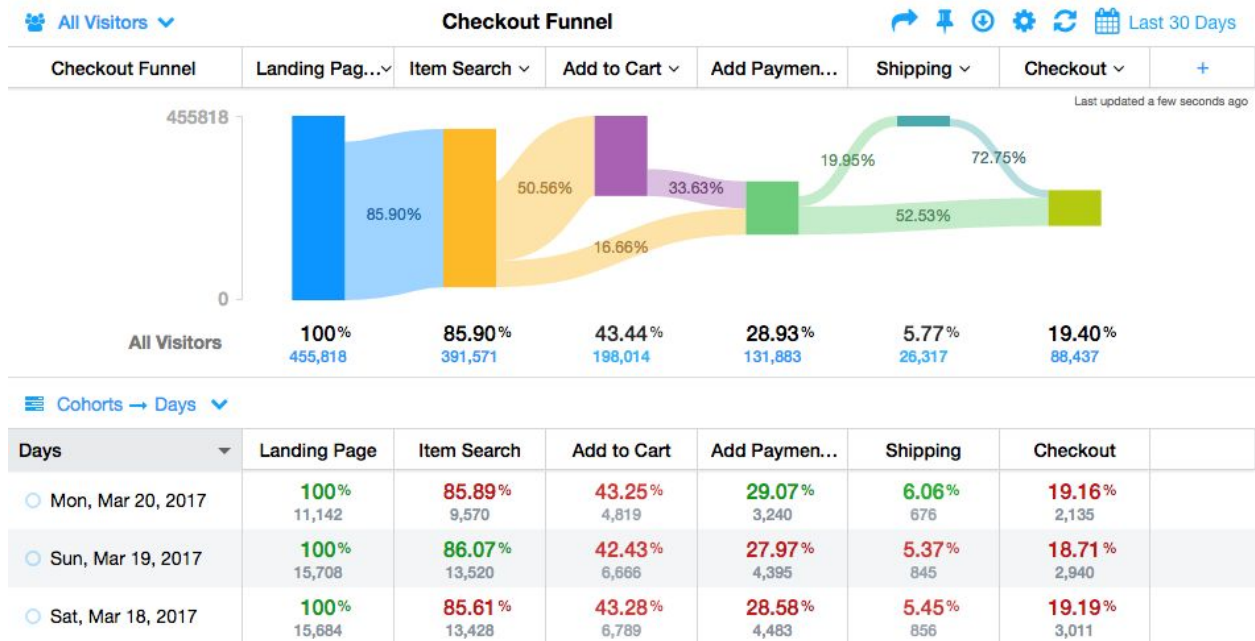 All Visitors Checkout Funnel Last 30 Days
Checkout Funnel Landing Pag... Item Search Add to Cart Add Paymen... Shipping Checkout +
Last updated a few seconds ago
455818
19.95% 72.75%
50.56% 33.63%
85.90% 52.53%
16.66%
0
All Visitors 100% 85.90% 43.44% 28.93% 5.77% 19.40%
455,818 391,571 198,014 131,883 26,317 88,437
Cohorts → Days
Days Landing Page Item Search Add to Cart Add Paymen... Shipping Checkout
Mon, Mar 20, 2017 100% 85.89% 43.25% 29.07% 6.06% 19.16%
11,142 9,570 4,819 3,240 676 2,135
Sun, Mar 19, 2017 100% 86.07% 42.43% 27.97% 5.37% 18.71%
15,708 13,520 6,666 4,395 845 2,940
Sat, Mar 18, 2017 100% 85.61% 43.28% 28.58% 5.45% 19.19%
15,684 13,428 6,789 4,483 856 3,011